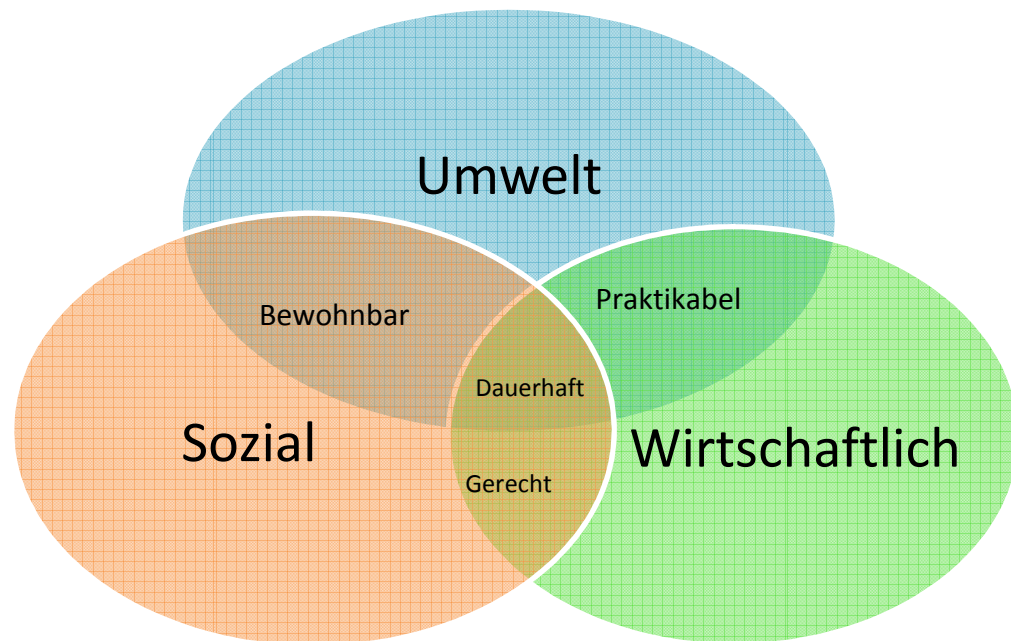 Umwelt
Bewohnbar
Praktikabel
Dauerhaft
Sozial
Wirtschaftlich
Gerecht